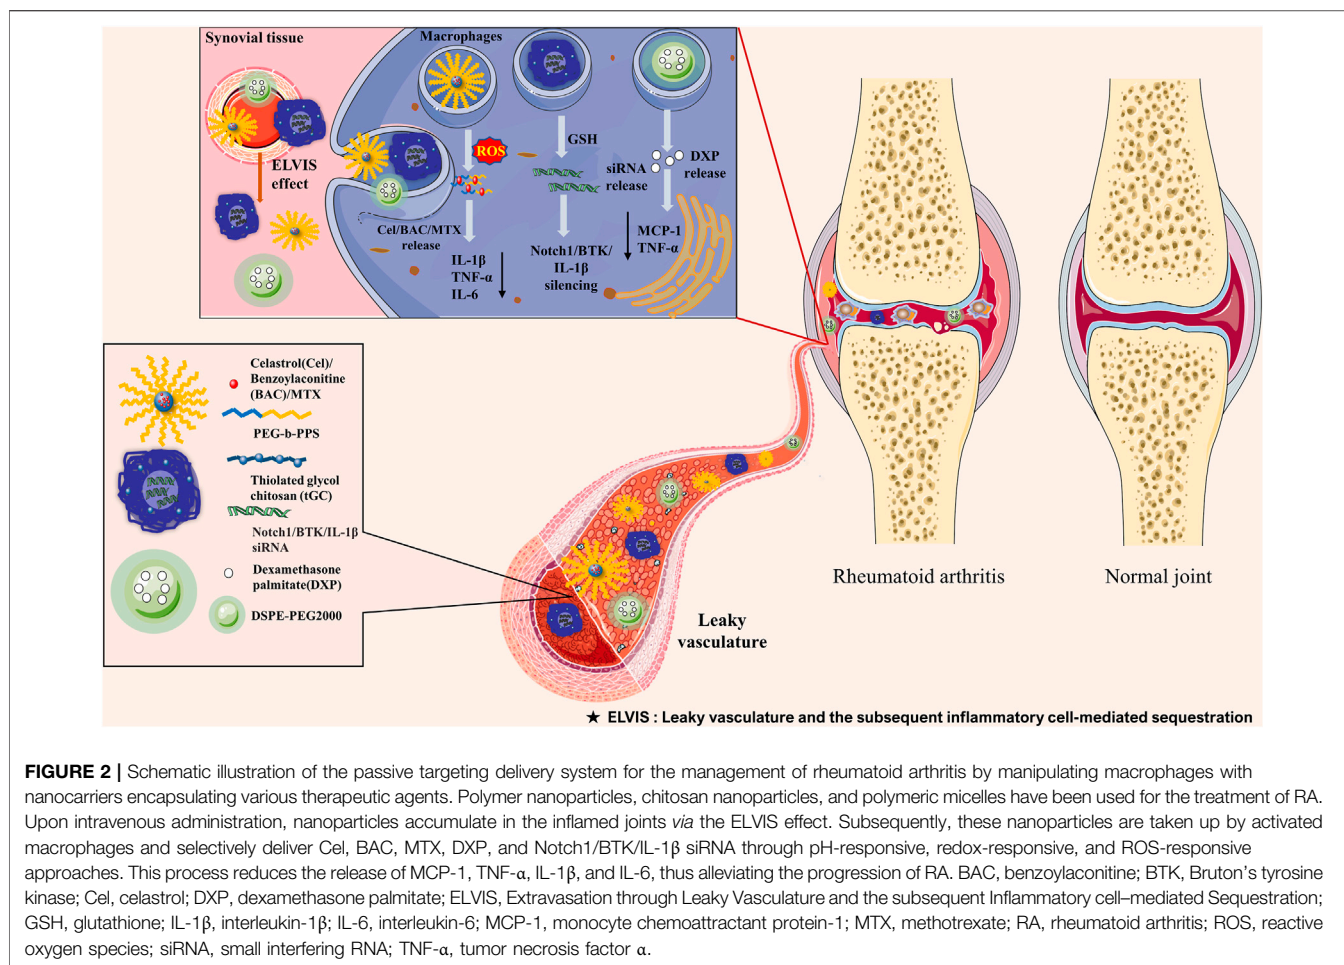 Synovial tissue
Macrophages
ELVIS
effect
ROS
GSH
siRNA
release
DXP
release
Cel/BAC/MTX
release
IL-1β
TNF-α
IL-6
Notch1/BTK/
IL-1β
silencing
MCP-1
TNF-α
Celastrol(Cel)/
Benzoylaconitine
(BAC)/MTX
PEG-b-PPS
Thiolated glycol
chitosan (tGC)
Notch1/BTK/IL-1β
siRNA
Dexamethasone
palmitate(DXP)
DSPE-PEG2000
Leaky
vasculature
Rheumatoid arthritis
Normal joint
★ ELVIS : Leaky vasculature and the subsequent inflammatory cell-mediated sequestration
FIGURE 2 | Schematic illustration of the passive targeting delivery system for the management of rheumatoid arthritis by manipulating macrophages with
nanocarriers encapsulating various therapeutic agents. Polymer nanoparticles, chitosan nanoparticles, and polymeric micelles have been used for the treatment of RA.
Upon intravenous administration, nanoparticles accumulate in the inflamed joints via the ELVIS effect. Subsequently, these nanoparticles are taken up by activated
macrophages and selectively deliver Cel, BAC, MTX, DXP, and Notch1/BTK/IL-1β siRNA through pH-responsive, redox-responsive, and ROS-responsive
approaches. This process reduces the release of MCP-1, TNF-α, IL-1β, and IL-6, thus alleviating the progression of RA. BAC, benzoylaconitine; BTK, Bruton’s tyrosine
kinase; Cel, celastrol; DXP, dexamethasone palmitate; ELVIS, Extravasation through Leaky Vasculature and the subsequent Inflammatory cell–mediated Sequestration;
GSH, glutathione; IL-1β, interleukin-1β; IL-6, interleukin-6; MCP-1, monocyte chemoattractant protein-1; MTX, methotrexate; RA, rheumatoid arthritis; ROS, reactive
oxygen species; siRNA, small interfering RNA; TNF-α, tumor necrosis factor α.